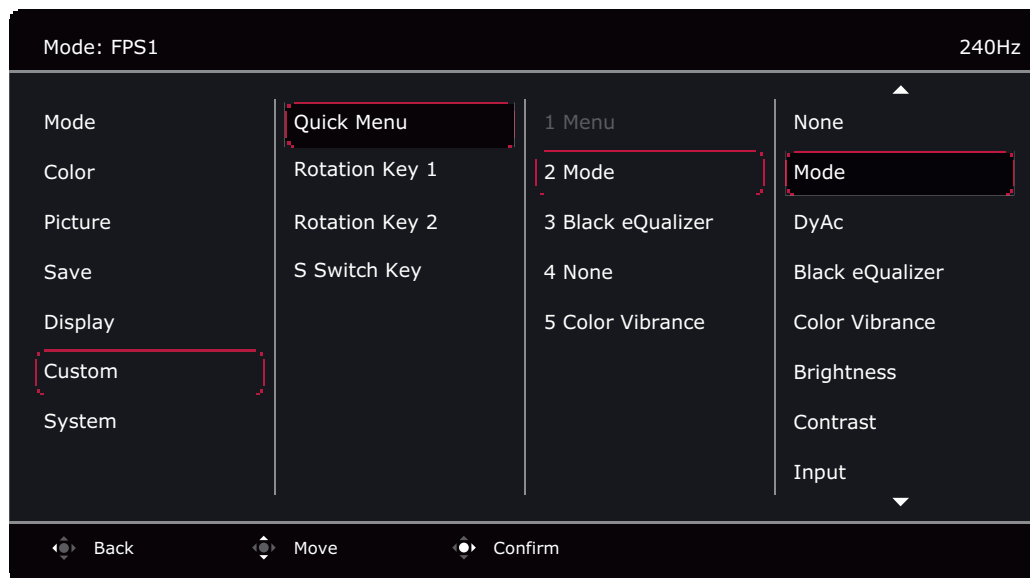 Mode: FPS1
240Hz
Mode
Color
Picture
Save
Display
Custom
System
Quick Menu
Rotation Key 1
Rotation Key 2
S Switch Key
1 Menu
2 Mode
3 Black eQualizer
4 None
5 Color Vibrance
None
Mode
DyAc
Black eQualizer
Color Vibrance
Brightness
Contrast
Input
Back
Move
Confirm